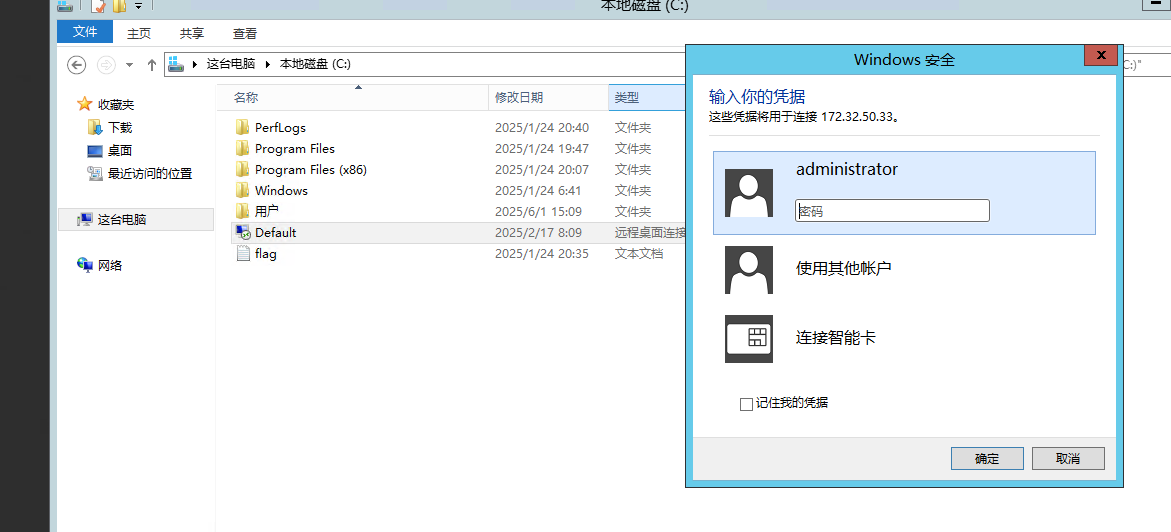 本地磁盘 (C:)
文件 主页 共享 查看
这台电脑 本地磁盘 (C:)
C:)"
收藏夹
下载
桌面
最近访问的位置
这台电脑
网络
名称 修改日期 类型
PerfLogs 2025/1/24 20:40 文件夹
Program Files 2025/1/24 19:47 文件夹
Program Files (x86) 2025/1/24 20:07 文件夹
Windows 2025/1/24 6:41 文件夹
用户 2025/6/1 15:09 文件夹
Default 2025/2/17 8:09 远程桌面连接
flag 2025/1/24 20:35 文本文档
Windows 安全
输入你的凭据
这些凭据将用于连接 172.32.50.33。
administrator
密码
使用其他帐户
连接智能卡
记住我的凭据
确定 取消